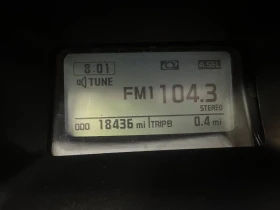 8:01
TUNE
FM1 104.3
STEREO
ODO 18436 mi TRIP B 0.4 mi